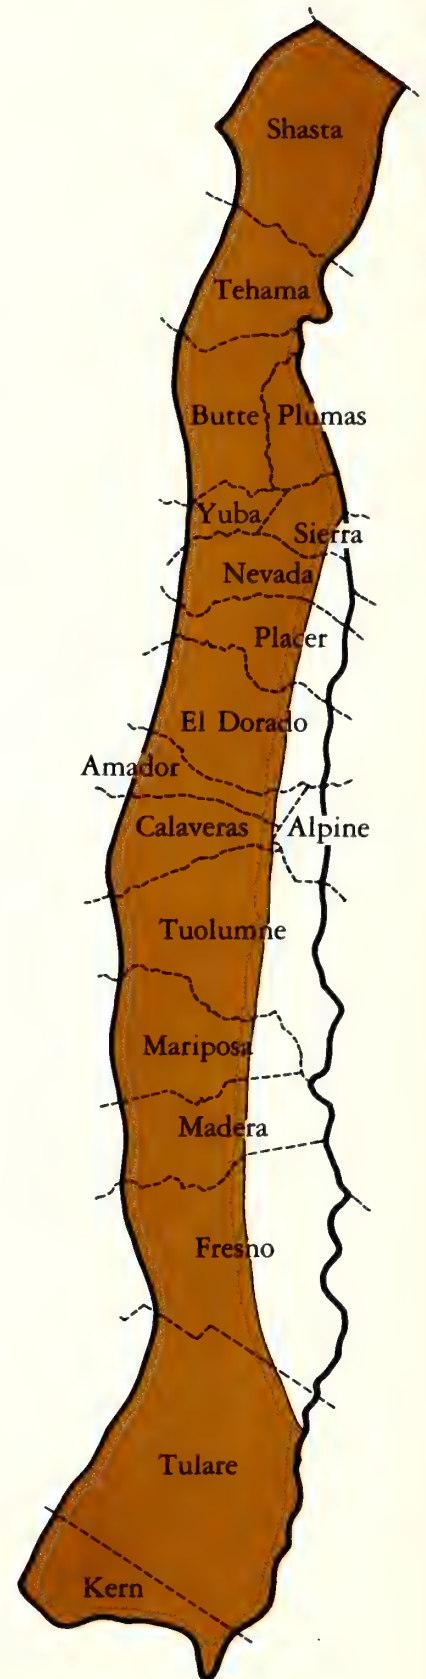 Shasta
Tehama
Butte Plumas
Yuba
Sierra
Nevada
Placer
El Dorado
Amador
Calaveras Alpine
Tuolumne
Mariposa
Madera
Fresno
Tulare
Kern